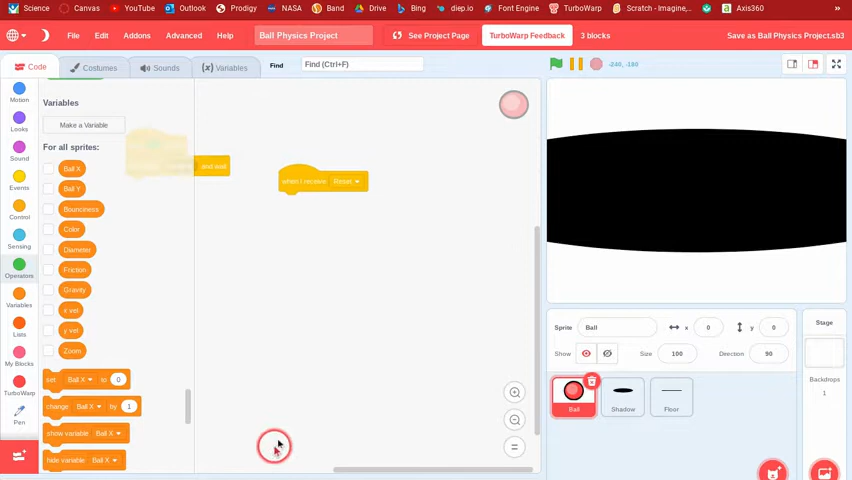 Science Canvas YouTube Outlook Prodigy NASA Band Drive Bing diep.io Font Engine TurboWarp Scratch - Imagine,... Axis360 »
File Edit Addons Advanced Help Ball Physics Project See Project Page TurboWarp Feedback 3 blocks Save as Ball Physics Project.sb3
Code Costumes Sounds (x) Variables Find Find (Ctrl+F) -240, -180
Motion
Looks
Sound
Events
Control
Sensing
Operators
Variables
Lists
My Blocks
TurboWarp
Pen
Variables
Make a Variable
For all sprites:
Ball X
Ball Y
Bounciness
Color
Diameter
Friction
Gravity
x vel
y vel
Zoom
set Ball X to 0
change Ball X by 1
show variable Ball X
hide variable Ball X
and wait
when I receive Reset
Sprite Ball x 0 y 0
Show Size 100 Direction 90
Ball
Shadow
Floor
Stage
Backdrops
1